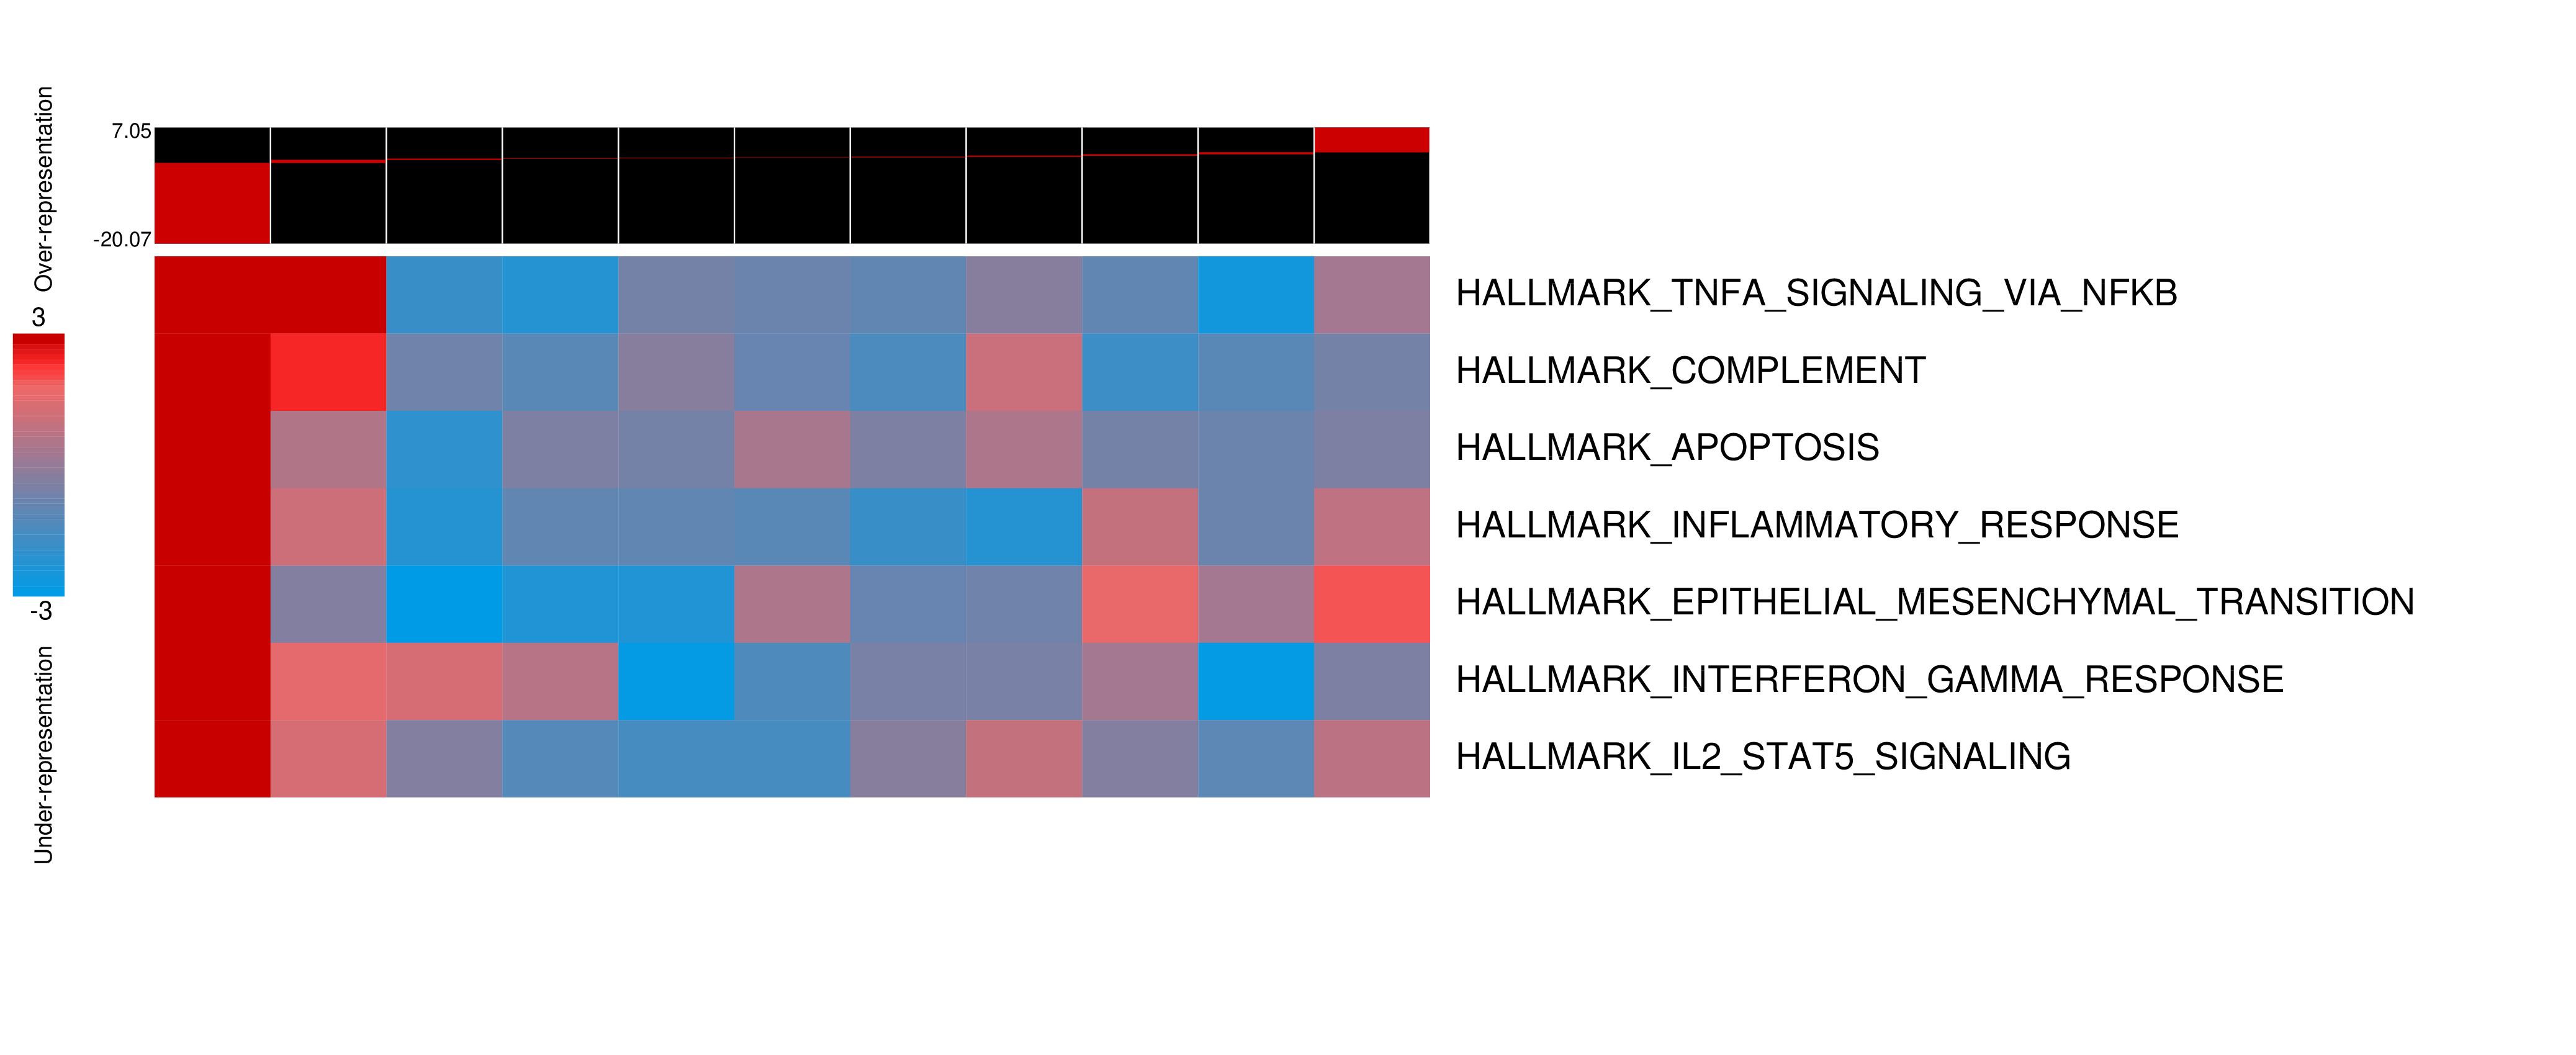 Over-representation
7.05
-20.07
3
-3
Under-representation
HALLMARK_TNFA_SIGNALING_VIA_NFKB
HALLMARK_COMPLEMENT
HALLMARK_APOPTOSIS
HALLMARK_INFLAMMATORY_RESPONSE
HALLMARK_EPITHELIAL_MESENCHYMAL_TRANSITION
HALLMARK_INTERFERON_GAMMA_RESPONSE
HALLMARK_IL2_STAT5_SIGNALING